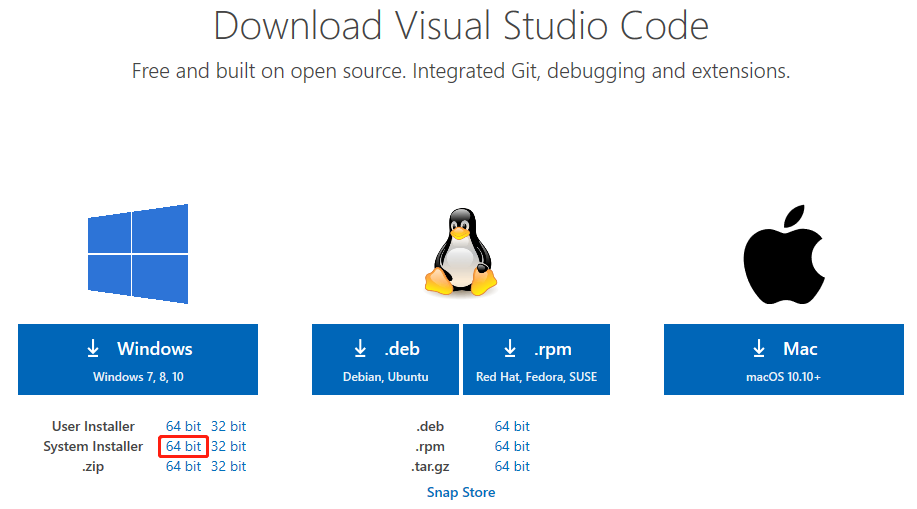 Download Visual Studio Code
Free and built on open source. Integrated Git, debugging and extensions.
Windows
Windows 7, 8, 10
User Installer 64 bit 32 bit
System Installer 64 bit 32 bit
.zip 64 bit 32 bit
.deb
Debian, Ubuntu
.rpm
Red Hat, Fedora, SUSE
.deb 64 bit
.rpm 64 bit
.tar.gz 64 bit
Snap Store
Mac
macOS 10.10+